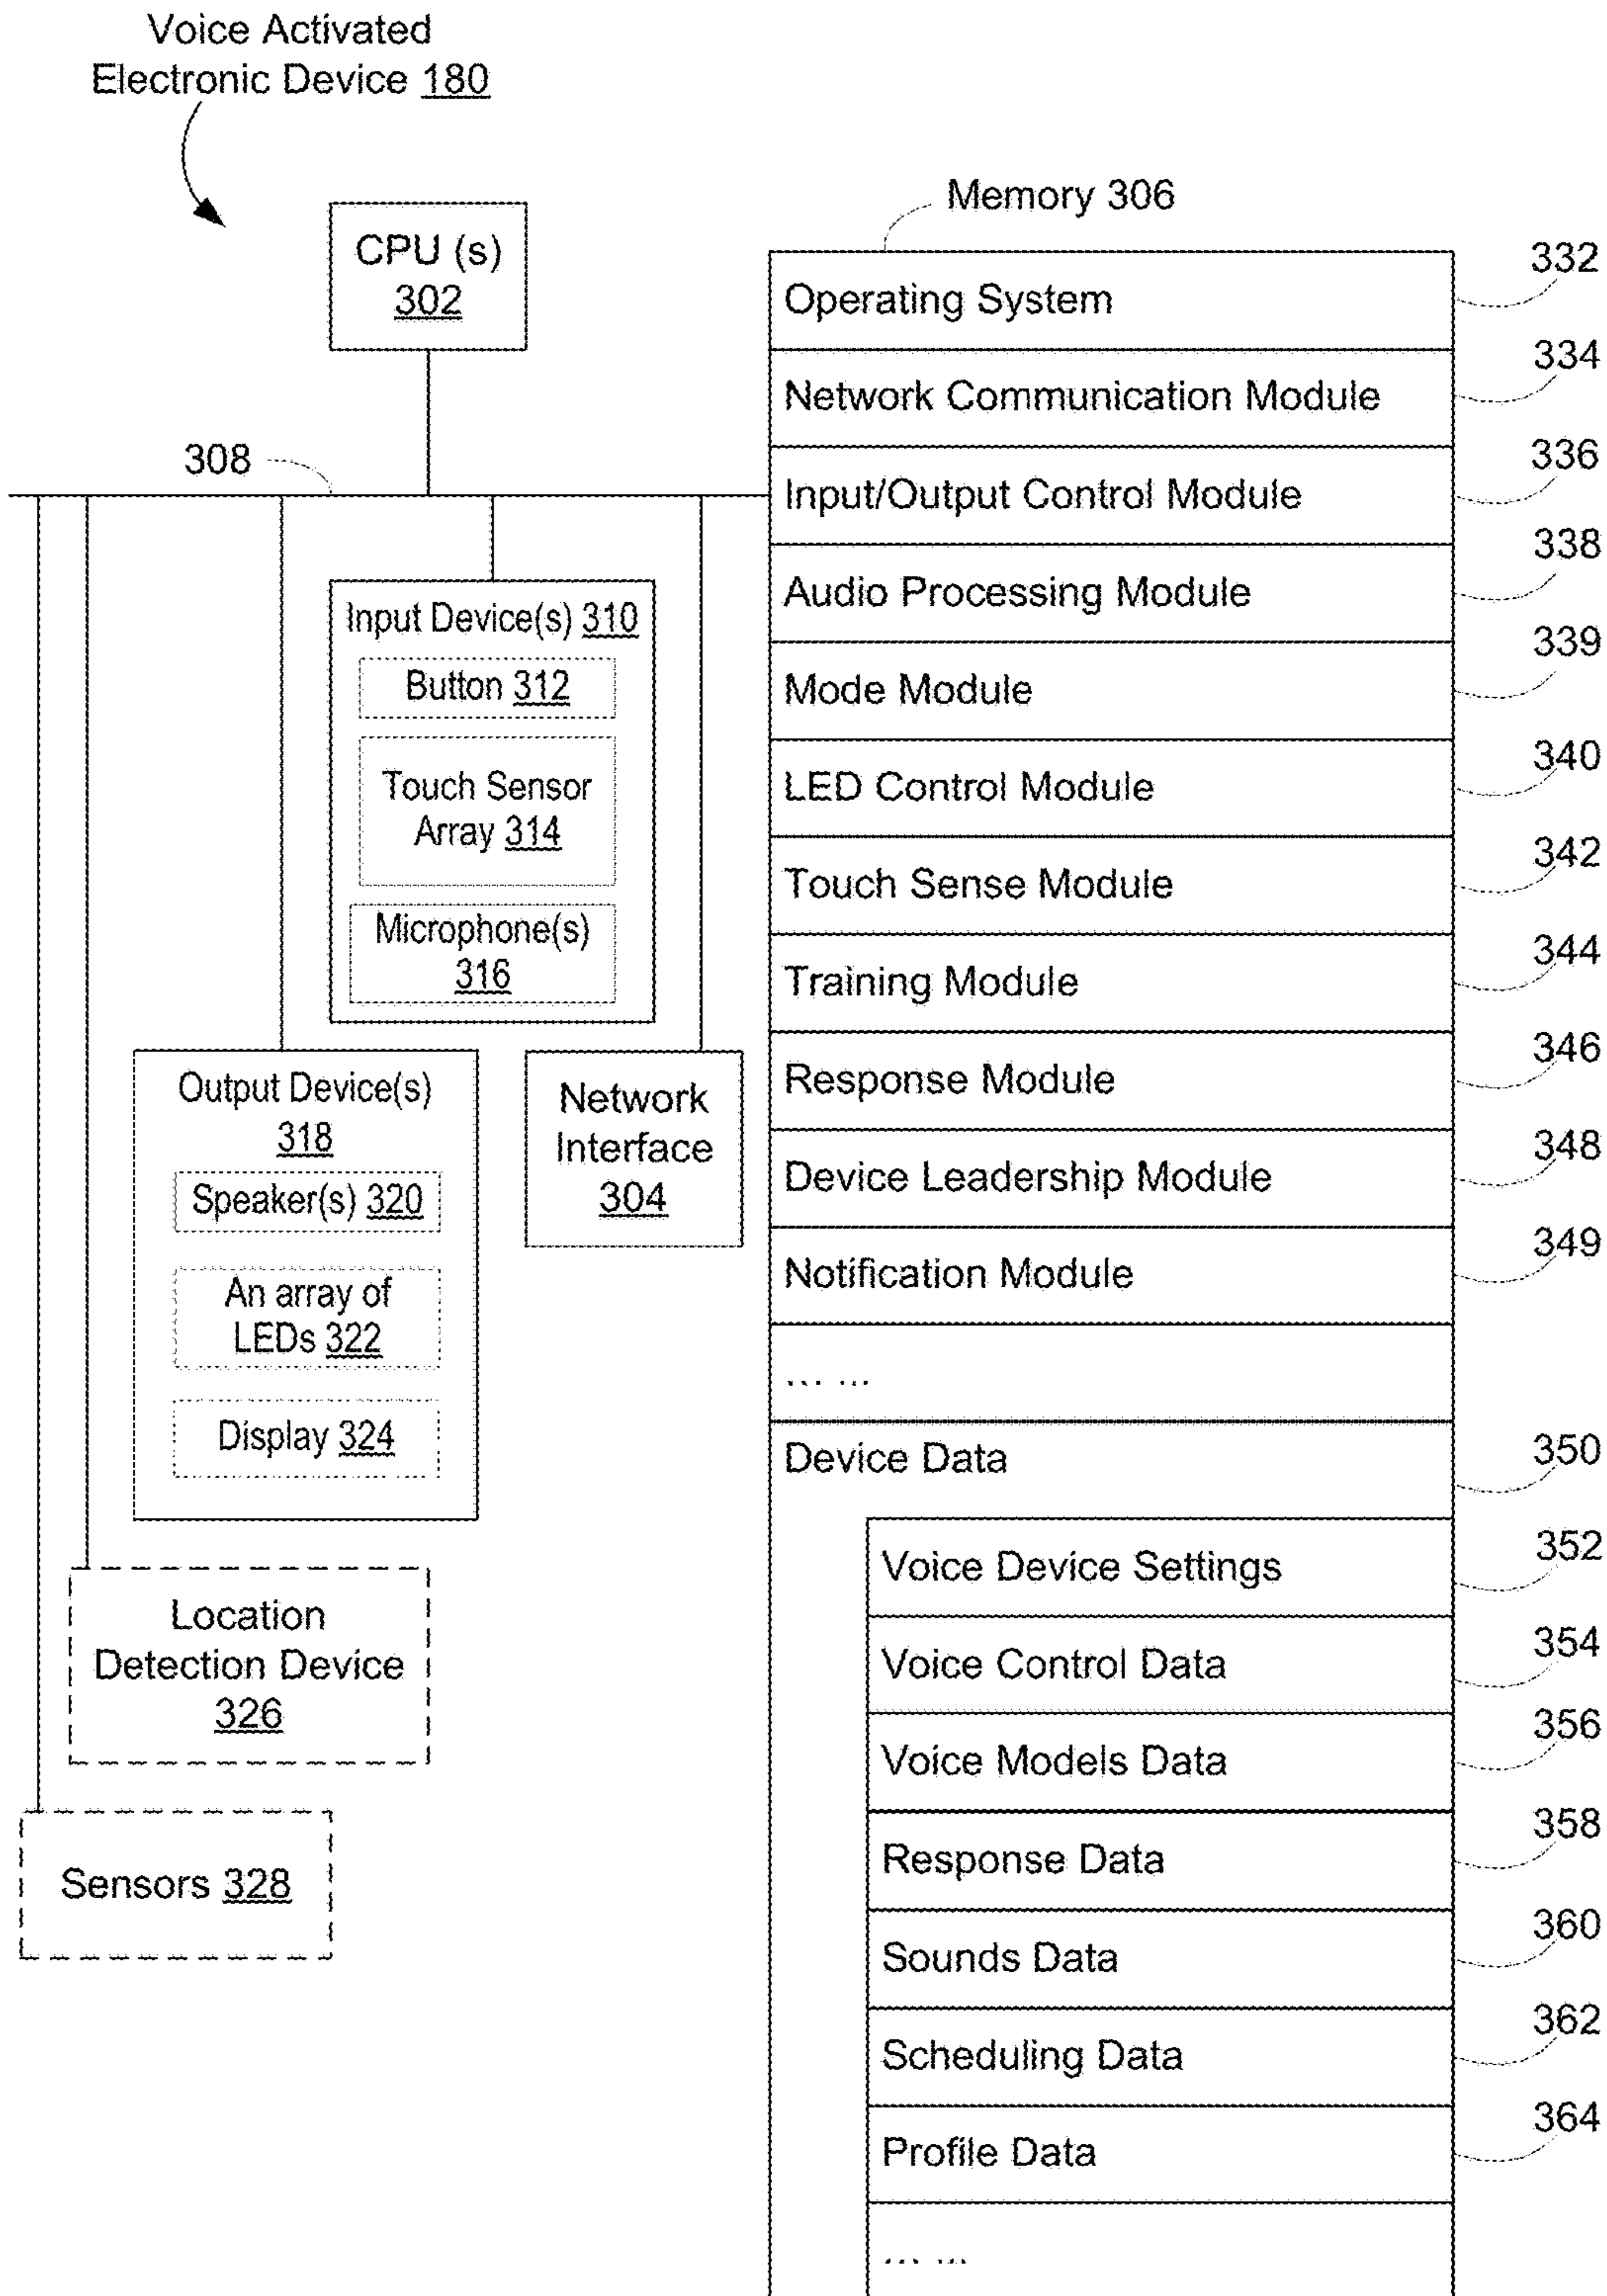 Voice Activated
Electronic Device 180
CPU (s)
302
308
Input Device(s) 310
Button 312
Touch Sensor
Array 314
Microphone(s)
316
Output Device(s)
318
Speaker(s) 320
An array of
LEDs 322
Display 324
Network
Interface
304
Location
Detection Device
326
Sensors 328
Memory 306
Operating System 332
Network Communication Module 334
Input/Output Control Module 336
Audio Processing Module 338
Mode Module 339
LED Control Module 340
Touch Sense Module 342
Training Module 344
Response Module 346
Device Leadership Module 348
Notification Module 349
... ...
Device Data 350
Voice Device Settings 352
Voice Control Data 354
Voice Models Data 356
Response Data 358
Sounds Data 360
Scheduling Data 362
Profile Data 364
... ...